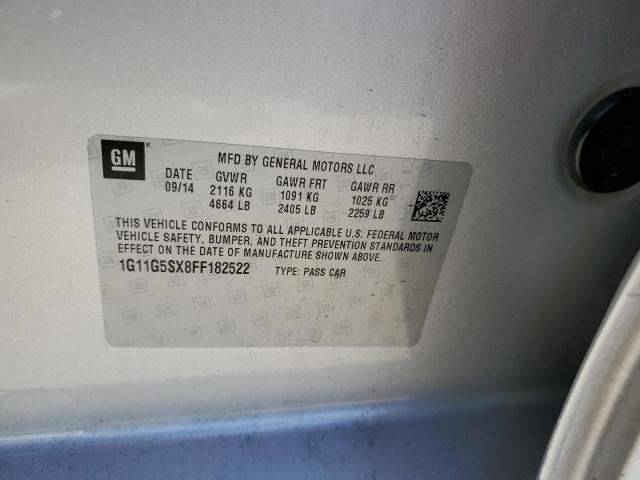 GM
MFD BY GENERAL MOTORS LLC
DATE GVWR GAWR FRT GAWR RR
09/14 2116 KG 1091 KG 1025 KG
4664 LB 2405 LB 2259 LB
THIS VEHICLE CONFORMS TO ALL APPLICABLE U.S. FEDERAL MOTOR
VEHICLE SAFETY, BUMPER, AND THEFT PREVENTION STANDARDS IN
EFFECT ON THE DATE OF MANUFACTURE SHOWN ABOVE.
1G11G5SX8FF182522 TYPE: PASS CAR